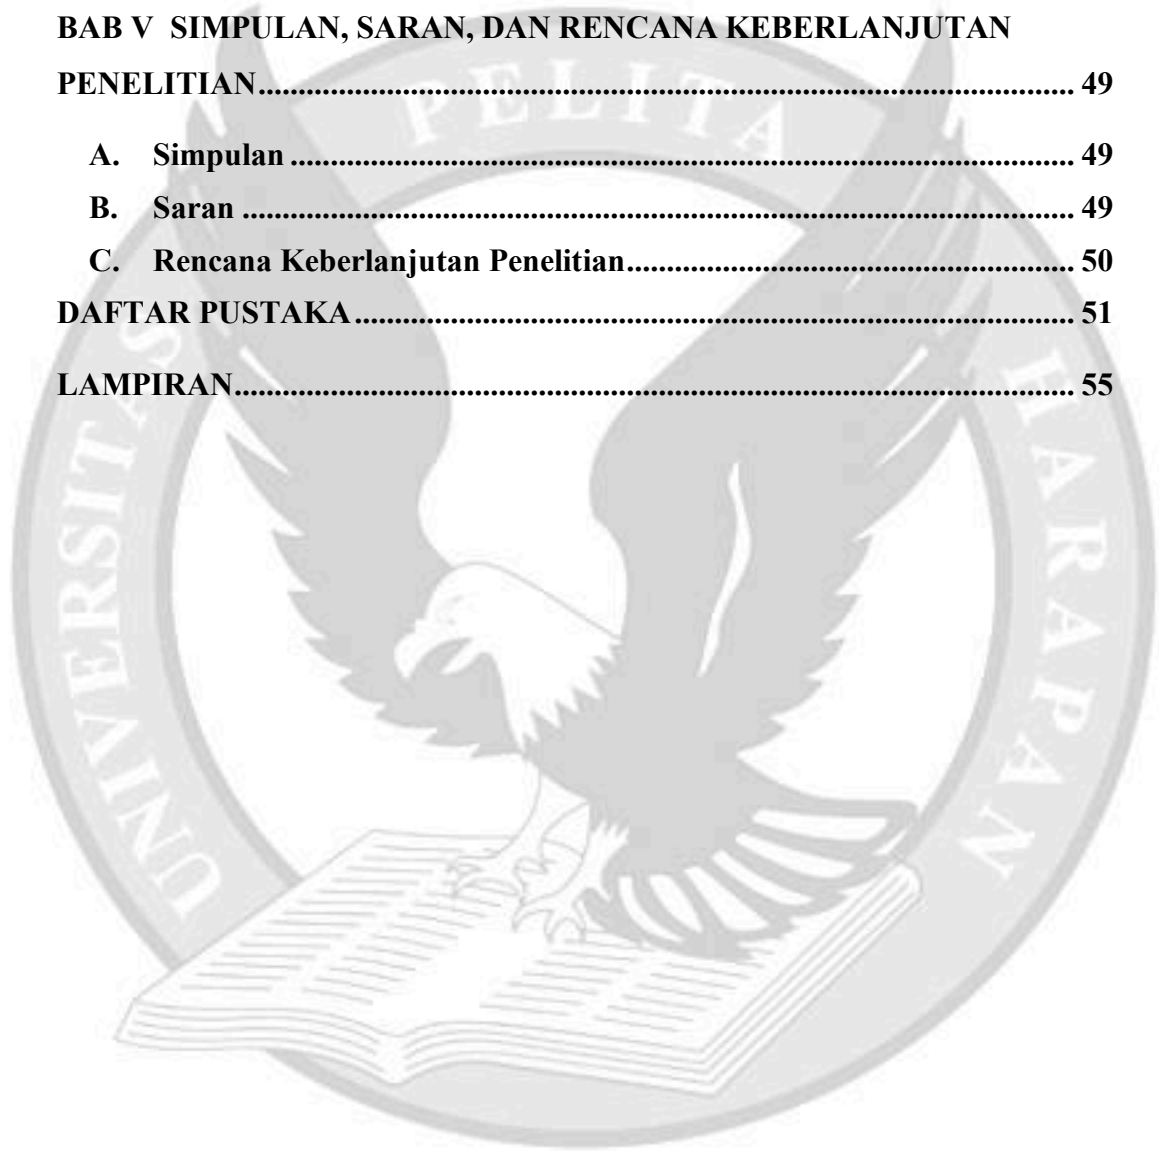 BAB V SIMPULAN, SARAN, DAN RENCANA KEBERLANJUTAN
PENELITIAN.......................................................................................................... 49
A. Simpulan ..................................................................................................... 49
B. Saran ........................................................................................................... 49
C. Rencana Keberlanjutan Penelitian......................................................... 50
DAFTAR PUSTAKA ............................................................................................. 51
LAMPIRAN............................................................................................................. 55
UNIVERSITAS PELITA HARAPAN